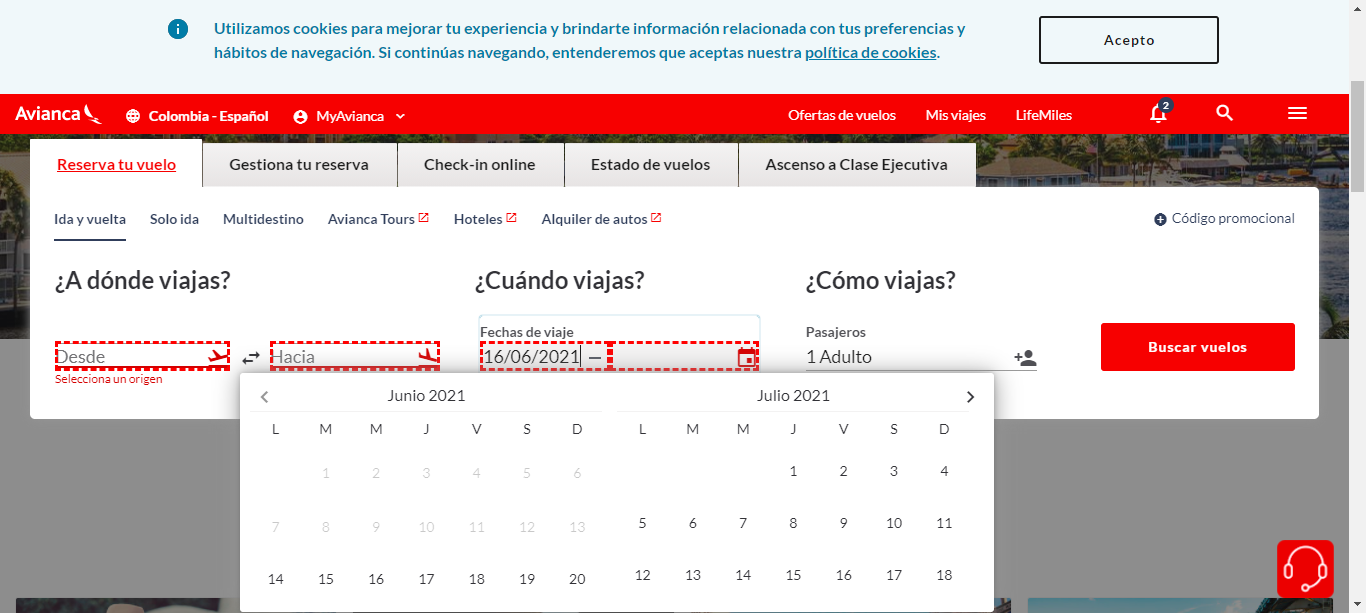 Utilizamos cookies para mejorar tu experiencia y brindarte información relacionada con tus preferencias y
hábitos de navegación. Si continúas navegando, entenderemos que aceptas nuestra política de cookies.
Acepto
Avianca
Colombia - Español
MyAvianca
Ofertas de vuelos
Mis viajes
LifeMiles
2
Reserva tu vuelo
Gestiona tu reserva
Check-in online
Estado de vuelos
Ascenso a Clase Ejecutiva
Ida y vuelta
Solo ida
Multidestino
Avianca Tours
Hoteles
Alquiler de autos
Código promocional
¿A dónde viajas?
¿Cuándo viajas?
¿Cómo viajas?
Desde
Hacia
Selecciona un origen
Fechas de viaje
16/06/2021 —
Pasajeros
1 Adulto
Buscar vuelos
Junio 2021
L M M J V S D
1 2 3 4 5 6
7 8 9 10 11 12 13
14 15 16 17 18 19 20
Julio 2021
L M M J V S D
1 2 3 4
5 6 7 8 9 10 11
12 13 14 15 16 17 18